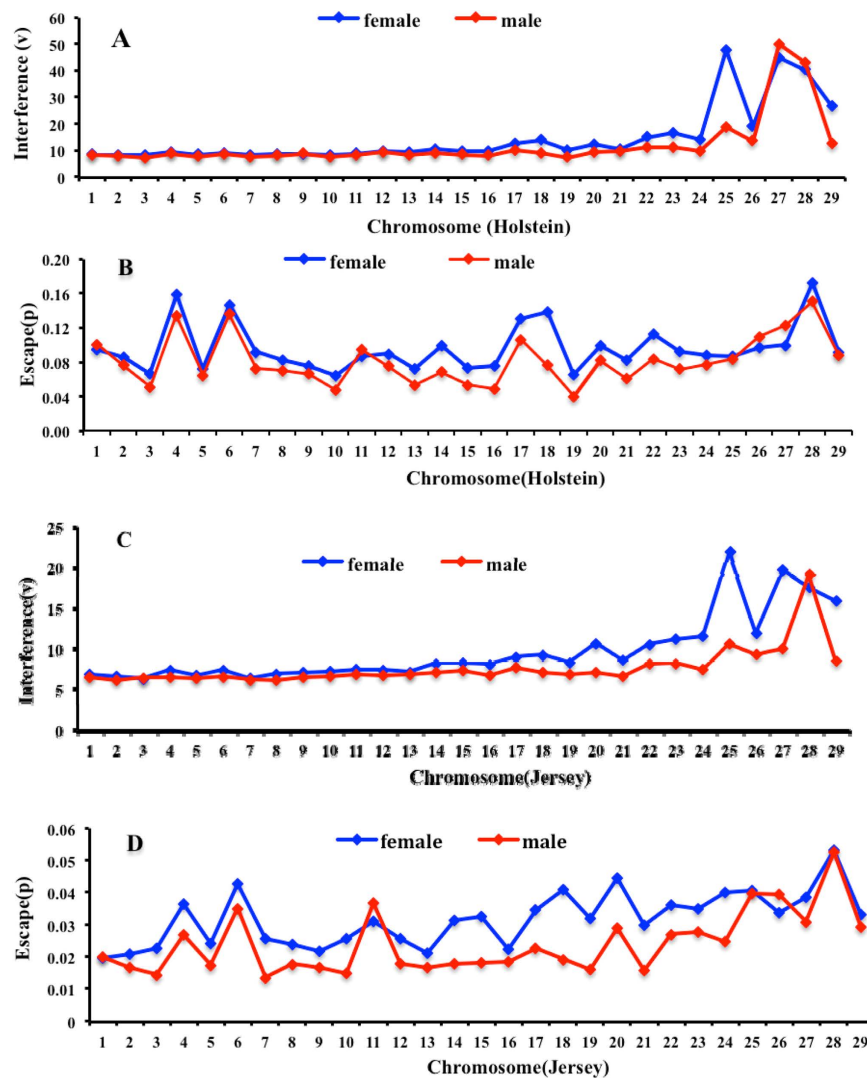 A
female male
Interference (v)
60
50
40
30
20
10
0
1 2 3 4 5 6 7 8 9 10 11 12 13 14 15 16 17 18 19 20 21 22 23 24 25 26 27 28 29
Chromosome (Holstein)
B
female male
Escape(p)
0.20
0.16
0.12
0.08
0.04
0.00
1 2 3 4 5 6 7 8 9 10 11 12 13 14 15 16 17 18 19 20 21 22 23 24 25 26 27 28 29
Chromosome(Holstein)
C
female male
Interference(v)
25
20
15
10
5
0
1 2 3 4 5 6 7 8 9 10 11 12 13 14 15 16 17 18 19 20 21 22 23 24 25 26 27 28 29
Chromosome(Jersey)
D
female male
Escape(p)
0.06
0.05
0.04
0.03
0.02
0.01
0
1 2 3 4 5 6 7 8 9 10 11 12 13 14 15 16 17 18 19 20 21 22 23 24 25 26 27 28 29
Chromosome(Jersey)